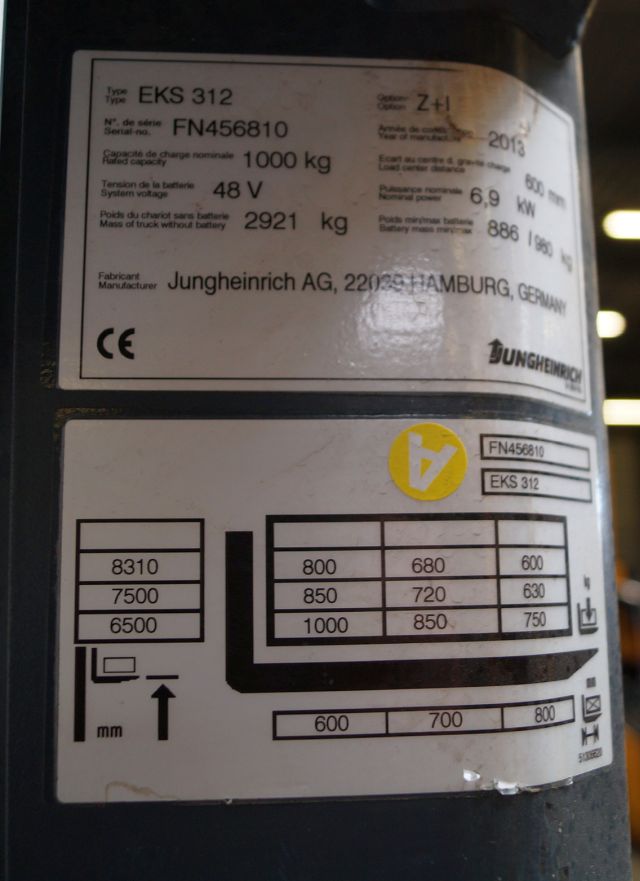 Type
Type EKS 312
Option
Option Z+I
N°. de série
Serial-no. FN456810
Year of manufacture 2013
Capacité de charge nominale
Rated capacity 1000 kg
Ecart au centre d. gravité charge
Load center distance 600 mm
Tension de la batterie
System voltage 48 V
Puissance nominale
Nominal power 6,9 kW
Poids du chariot sans batterie
Mass of truck without battery 2921 kg
Poids min/max batterie
Battery mass min/max 886 / 980 kg
Fabricant
Manufacturer Jungheinrich AG, 22039 HAMBURG, GERMANY
CE
JUNGHEINRICH
A
FN456810
EKS 312
8310 800 680 600
7500 850 720 630
6500 1000 850 750
kg
mm
mm
600 700 800